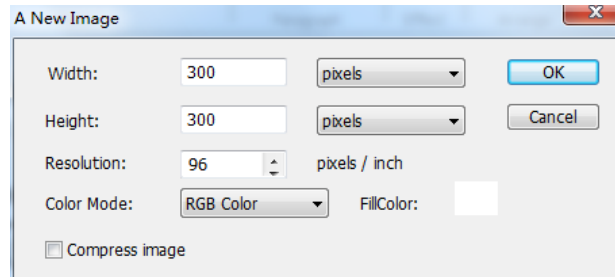 A New Image
Width: 300 pixels OK
Height: 300 pixels Cancel
Resolution: 96 pixels / inch
Color Mode: RGB Color FillColor:
Compress image